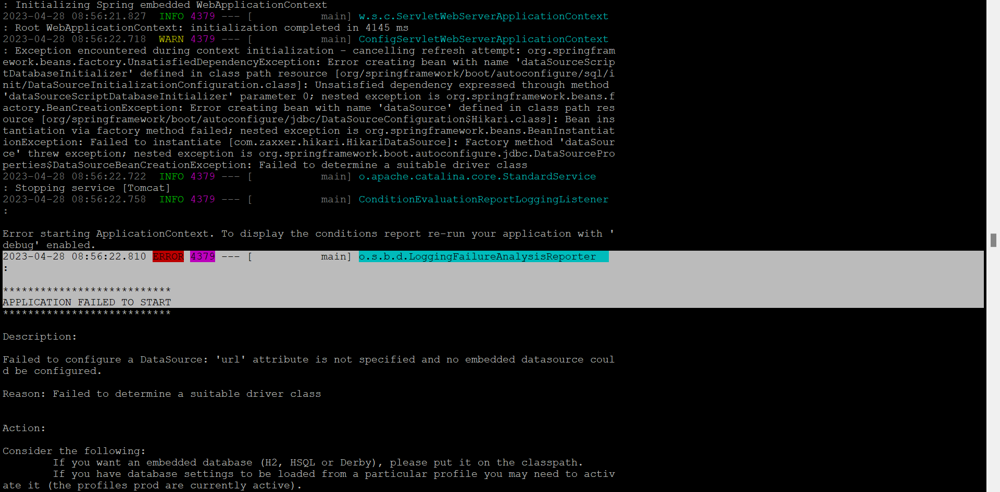 : Initializing Spring embedded WebApplicationContext
2023-04-28 08:56:21.827  INFO 4379 --- [           main] w.s.c.ServletWebServerApplicationContext
: Root WebApplicationContext: initialization completed in 4145 ms
2023-04-28 08:56:22.718  WARN 4379 --- [           main] ConfigServletWebServerApplicationContext
: Exception encountered during context initialization - cancelling refresh attempt: org.springfram
ework.beans.factory.UnsatisfiedDependencyException: Error creating bean with name 'dataSourceScrip
tDatabaseInitializer' defined in class path resource [org/springframework/boot/autoconfigure/sql/i
nit/DataSourceInitializationConfiguration.class]: Unsatisfied dependency expressed through method
'dataSourceScriptDatabaseInitializer' parameter 0; nested exception is org.springframework.beans.f
actory.BeanCreationException: Error creating bean with name 'dataSource' defined in class path res
ource [org/springframework/boot/autoconfigure/jdbc/DataSourceConfiguration$Hikari.class]: Bean ins
tantiation via factory method failed; nested exception is org.springframework.beans.BeanInstantiat
ionException: Failed to instantiate [com.zaxxer.hikari.HikariDataSource]: Factory method 'dataSour
ce' threw exception; nested exception is org.springframework.boot.autoconfigure.jdbc.DataSourcePro
perties$DataSourceBeanCreationException: Failed to determine a suitable driver class
2023-04-28 08:56:22.722  INFO 4379 --- [           main] o.apache.catalina.core.StandardService
: Stopping service [Tomcat]
2023-04-28 08:56:22.758  INFO 4379 --- [           main] ConditionEvaluationReportLoggingListener
:
Error starting ApplicationContext. To display the conditions report re-run your application with '
debug' enabled.
2023-04-28 08:56:22.810 ERROR 4379 --- [           main] o.s.b.d.LoggingFailureAnalysisReporter
:
***************************
APPLICATION FAILED TO START
***************************
Description:
Failed to configure a DataSource: 'url' attribute is not specified and no embedded datasource coul
d be configured.
Reason: Failed to determine a suitable driver class
Action:
Consider the following:
        If you want an embedded database (H2, HSQL or Derby), please put it on the classpath.
        If you have database settings to be loaded from a particular profile you may need to activ
ate it (the profiles prod are currently active).